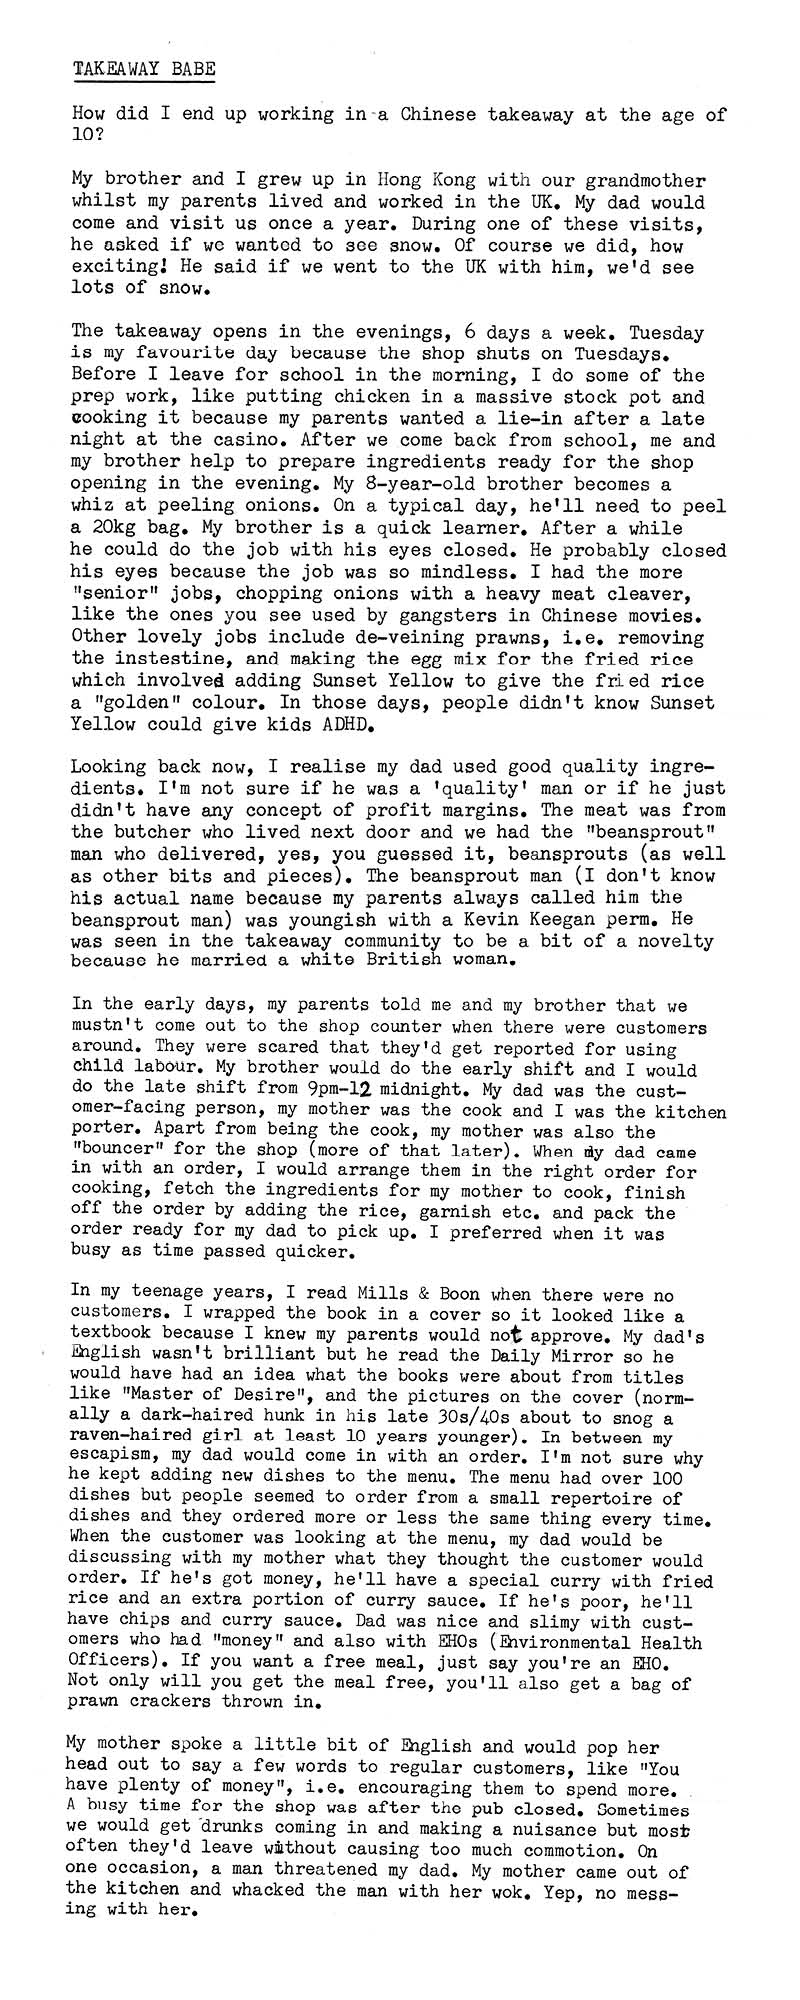 TAKEAWAY BABE
How did I end up working in a Chinese takeaway at the age of
10?
My brother and I grew up in Hong Kong with our grandmother
whilst my parents lived and worked in the UK. My dad would
come and visit us once a year. During one of these visits,
he asked if we wanted to see snow. Of course we did, how
exciting! He said if we went to the UK with him, we'd see
lots of snow.
The takeaway opens in the evenings, 6 days a week. Tuesday
is my favourite day because the shop shuts on Tuesdays.
Before I leave for school in the morning, I do some of the
prep work, like putting chicken in a massive stock pot and
cooking it because my parents wanted a lie-in after a late
night at the casino. After we come back from school, me and
my brother help to prepare ingredients ready for the shop
opening in the evening. My 8-year-old brother becomes a
whiz at peeling onions. On a typical day, he'll need to peel
a 20kg bag. My brother is a quick learner. After a while
he could do the job with his eyes closed. He probably closed
his eyes because the job was so mindless. I had the more
"senior" jobs, chopping onions with a heavy meat cleaver,
like the ones you see used by gangsters in Chinese movies.
Other lovely jobs include de-veining prawns, i.e. removing
the instestine, and making the egg mix for the fried rice
which involved adding Sunset Yellow to give the fried rice
a "golden" colour. In those days, people didn't know Sunset
Yellow could give kids ADHD.
Looking back now, I realise my dad used good quality ingre-
dients. I'm not sure if he was a 'quality' man or if he just
didn't have any concept of profit margins. The meat was from
the butcher who lived next door and we had the "beansprout"
man who delivered, yes, you guessed it, beansprouts (as well
as other bits and pieces). The beansprout man (I don't know
his actual name because my parents always called him the
beansprout man) was youngish with a Kevin Keegan perm. He
was seen in the takeaway community to be a bit of a novelty
because he married a white British woman.
In the early days, my parents told me and my brother that we
mustn't come out to the shop counter when there were customers
around. They were scared that they'd get reported for using
child labour. My brother would do the early shift and I would
do the late shift from 9pm-12 midnight. My dad was the cust-
omer-facing person, my mother was the cook and I was the kitchen
porter. Apart from being the cook, my mother was also the
"bouncer" for the shop (more of that later). When my dad came
in with an order, I would arrange them in the right order for
cooking, fetch the ingredients for my mother to cook, finish
off the order by adding the rice, garnish etc. and pack the
order ready for my dad to pick up. I preferred when it was
busy as time passed quicker.
In my teenage years, I read Mills & Boon when there were no
customers. I wrapped the book in a cover so it looked like a
textbook because I knew my parents would not approve. My dad's
English wasn't brilliant but he read the Daily Mirror so he
would have had an idea what the books were about from titles
like "Master of Desire", and the pictures on the cover (norm-
ally a dark-haired hunk in his late 30s/40s about to snog a
raven-haired girl at least 10 years younger). In between my
escapism, my dad would come in with an order. I'm not sure why
he kept adding new dishes to the menu. The menu had over 100
dishes but people seemed to order from a small repertoire of
dishes and they ordered more or less the same thing every time.
When the customer was looking at the menu, my dad would be
discussing with my mother what they thought the customer would
order. If he's got money, he'll have a special curry with fried
rice and an extra portion of curry sauce. If he's poor, he'll
have chips and curry sauce. Dad was nice and slimy with cust-
omers who had "money" and also with EHOs (Environmental Health
Officers). If you want a free meal, just say you're an EHO.
Not only will you get the meal free, you'll also get a bag of
prawn crackers thrown in.
My mother spoke a little bit of English and would pop her
head out to say a few words to regular customers, like "You
have plenty of money", i.e. encouraging them to spend more.
A busy time for the shop was after the pub closed. Sometimes
we would get drunks coming in and making a nuisance but most
often they'd leave without causing too much commotion. On
one occasion, a man threatened my dad. My mother came out of
the kitchen and whacked the man with her wok. Yep, no mess-
ing with her.